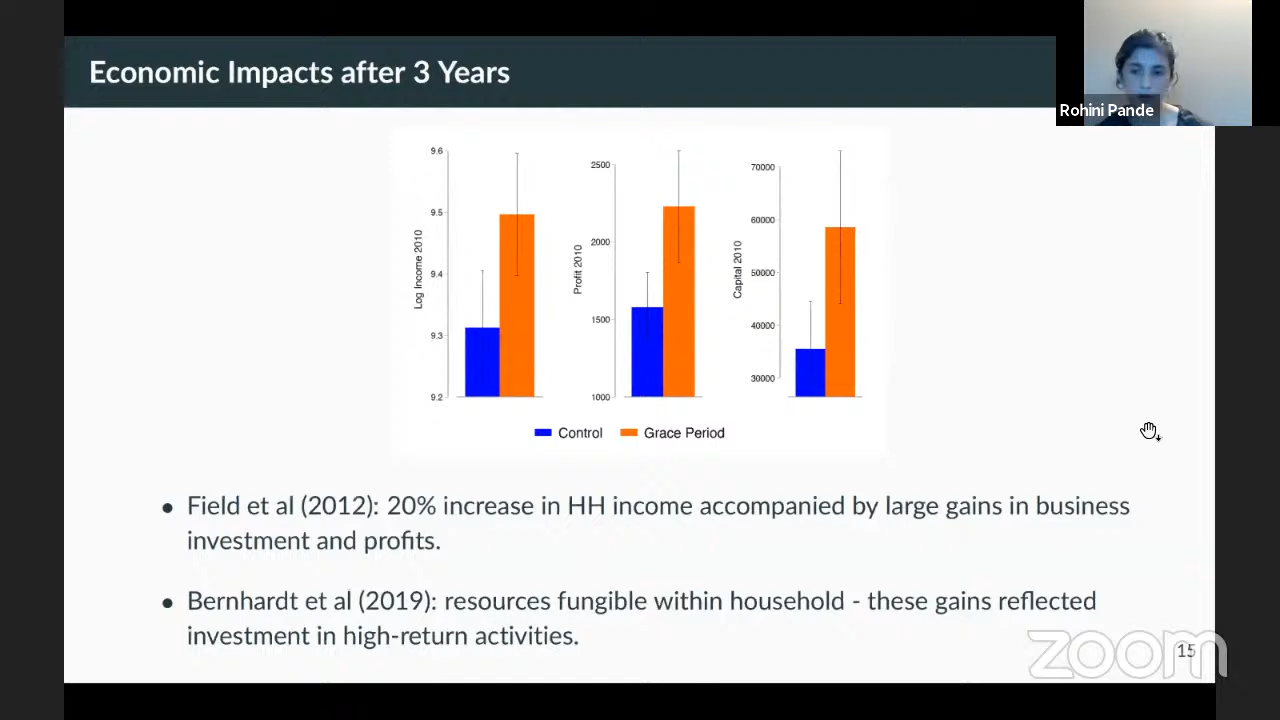 Economic Impacts after 3 Years
Rohini Pande
9.6
9.5
9.4
9.3
9.2
Log Income 2010
2500
2000
1500
1000
Profit 2010
70000
60000
50000
40000
30000
Capital 2010
Control
Grace Period
• Field et al (2012): 20% increase in HH income accompanied by large gains in business
investment and profits.
• Bernhardt et al (2019): resources fungible within household - these gains reflected
investment in high-return activities.
zoom
15